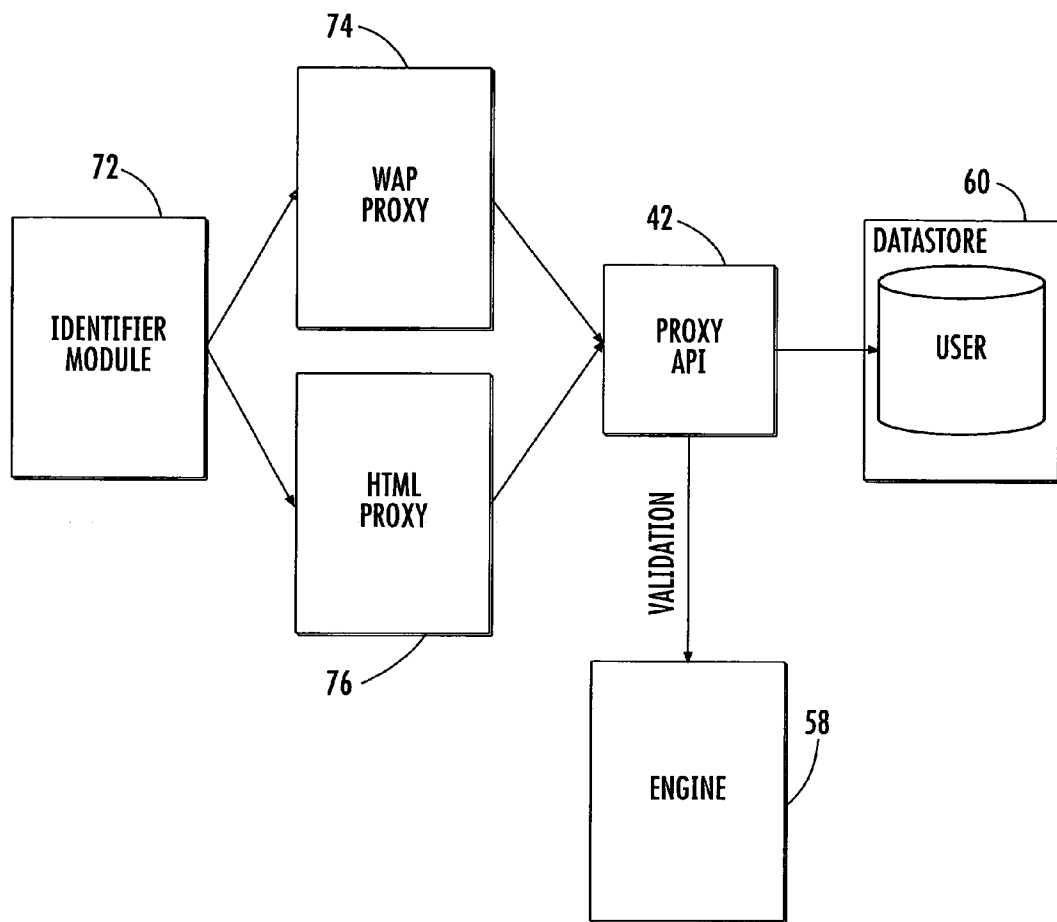 74
WAP
PROXY
72
IDENTIFIER
MODULE
42
PROXY
API
60
DATASTORE
USER
HTML
PROXY
76
VALIDATION
58
ENGINE